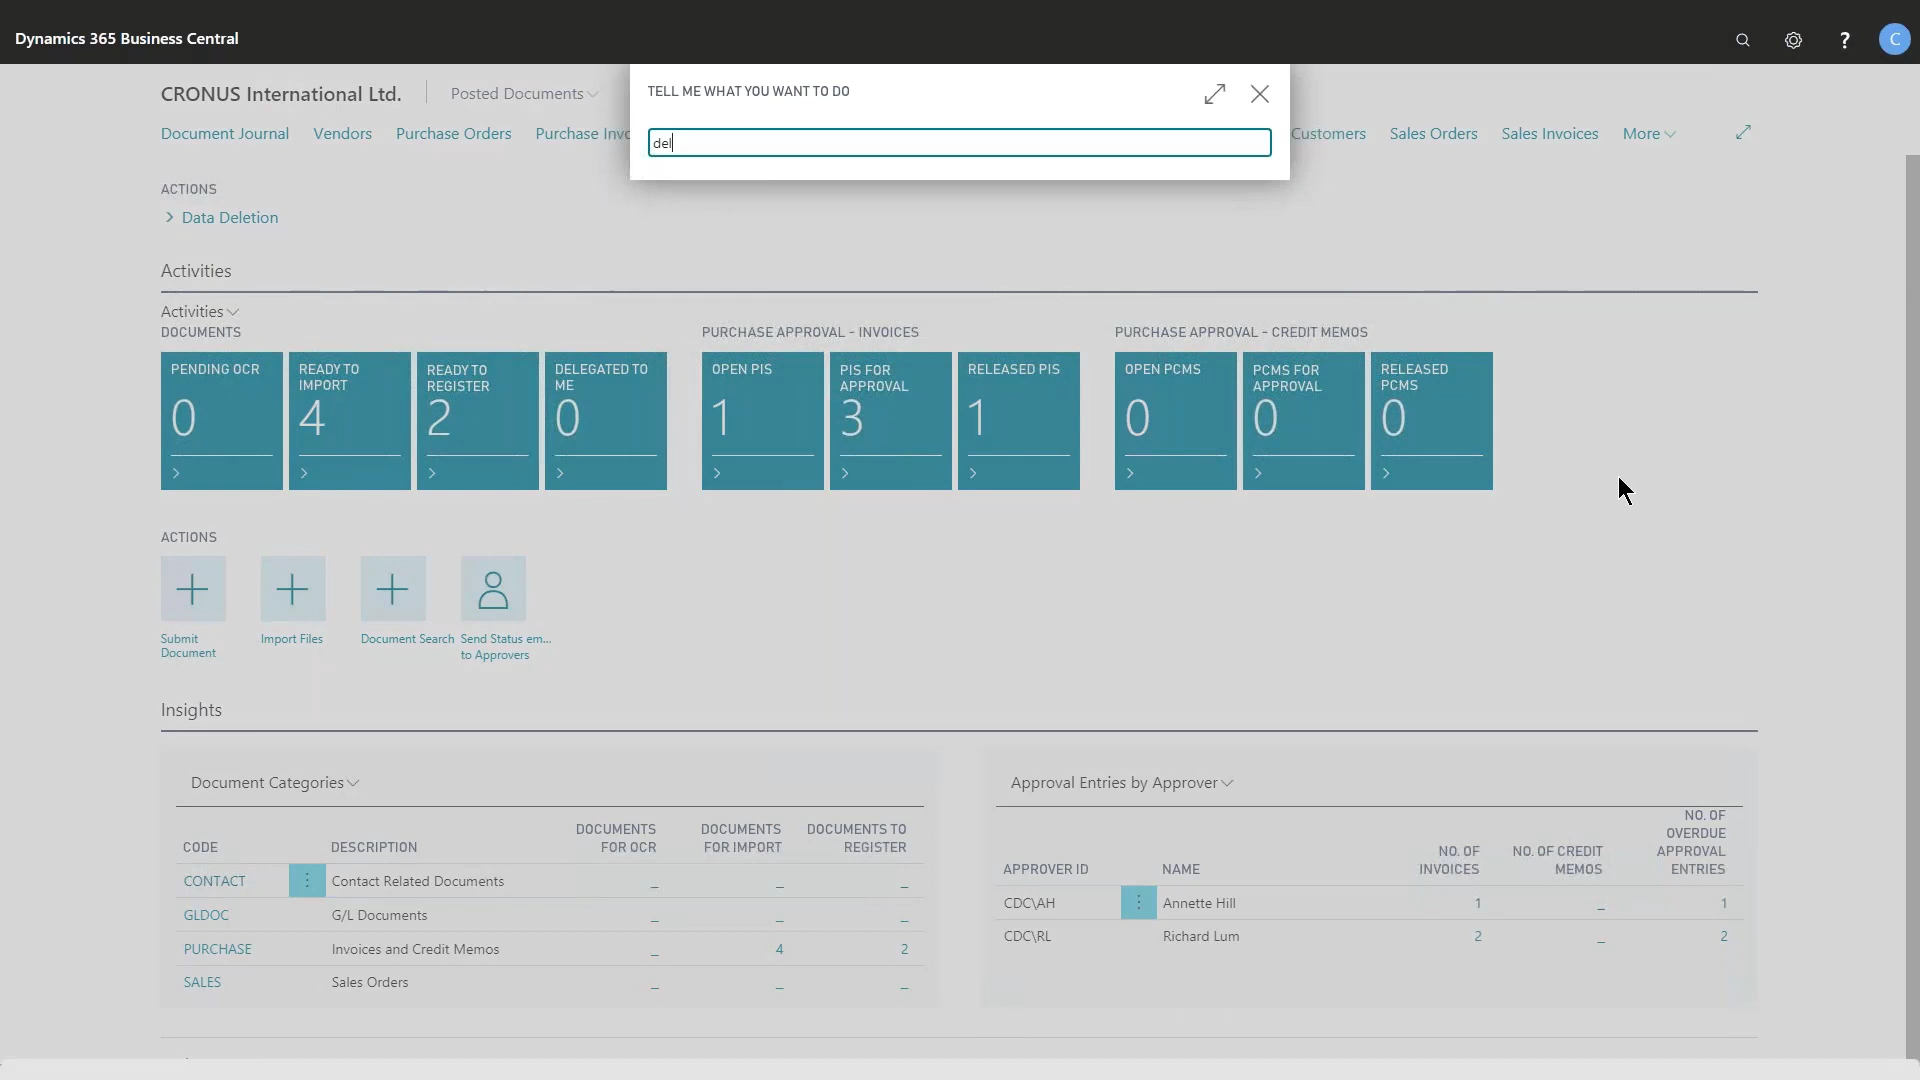 Dynamics 365 Business Central
?
C
CRONUS International Ltd.
Posted Documents
TELL ME WHAT YOU WANT TO DO
del
Document Journal
Vendors
Purchase Orders
Purchase Invo
Customers
Sales Orders
Sales Invoices
More
ACTIONS
Data Deletion
Activities
Activities
DOCUMENTS
PURCHASE APPROVAL - INVOICES
PURCHASE APPROVAL - CREDIT MEMOS
PENDING OCR
0
READY TO
IMPORT
4
READY TO
REGISTER
2
DELEGATED TO
ME
0
OPEN PIS
1
PIS FOR
APPROVAL
3
RELEASED PIS
1
OPEN PCMS
0
PCMS FOR
APPROVAL
0
RELEASED
PCMS
0
ACTIONS
Submit
Document
Import Files
Document Search
Send Status em...
to Approvers
Insights
Document Categories
CODE
DESCRIPTION
DOCUMENTS
FOR OCR
DOCUMENTS
FOR IMPORT
DOCUMENTS TO
REGISTER
CONTACT Contact Related Documents _ _ _
GLDOC G/L Documents _ _ _
PURCHASE Invoices and Credit Memos _ 4 2
SALES Sales Orders _ _ _
Approval Entries by Approver
APPROVER ID
NAME
NO. OF
INVOICES
NO. OF CREDIT
MEMOS
NO. OF
OVERDUE
APPROVAL
ENTRIES
CDC\AH Annette Hill 1 _ 1
CDC\RL Richard Lum 2 _ 2